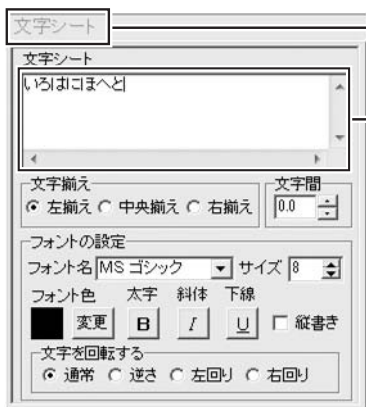 文字シート
文字シート
いろはにほへと
文字揃え 文字間
左揃え 中央揃え 右揃え 0.0
フォントの設定
フォント名 MS ゴシック サイズ 8
フォント色 太字 斜体 下線
変更 B I U 縦書き
文字を回転する
通常 逆さ 左回り 右回り